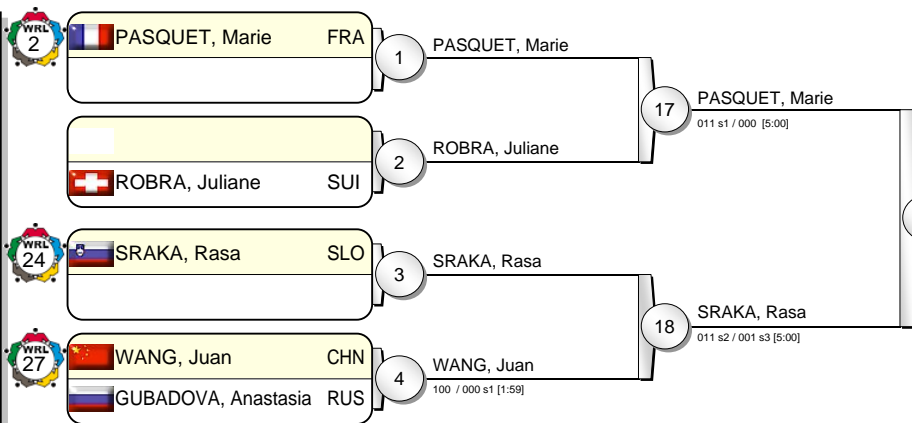 WRL
2
PASQUET, Marie FRA
1
PASQUET, Marie
ROBRA, Juliane SUI
2
ROBRA, Juliane
17
PASQUET, Marie
011 s1 / 000 [5:00]
WRL
24
SRAKA, Rasa SLO
3
SRAKA, Rasa
WRL
27
WANG, Juan CHN
GUBADOVA, Anastasia RUS
4
WANG, Juan
100 / 000 s1 [1:59]
18
SRAKA, Rasa
011 s2 / 001 s3 [5:00]